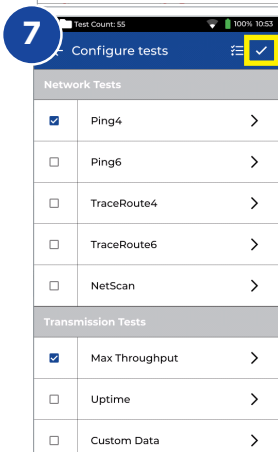 7
Test Count: 55 100% 10:53
Configure tests
Network Tests
Ping4
Ping6
TraceRoute4
TraceRoute6
NetScan
Transmission Tests
Max Throughput
Uptime
Custom Data